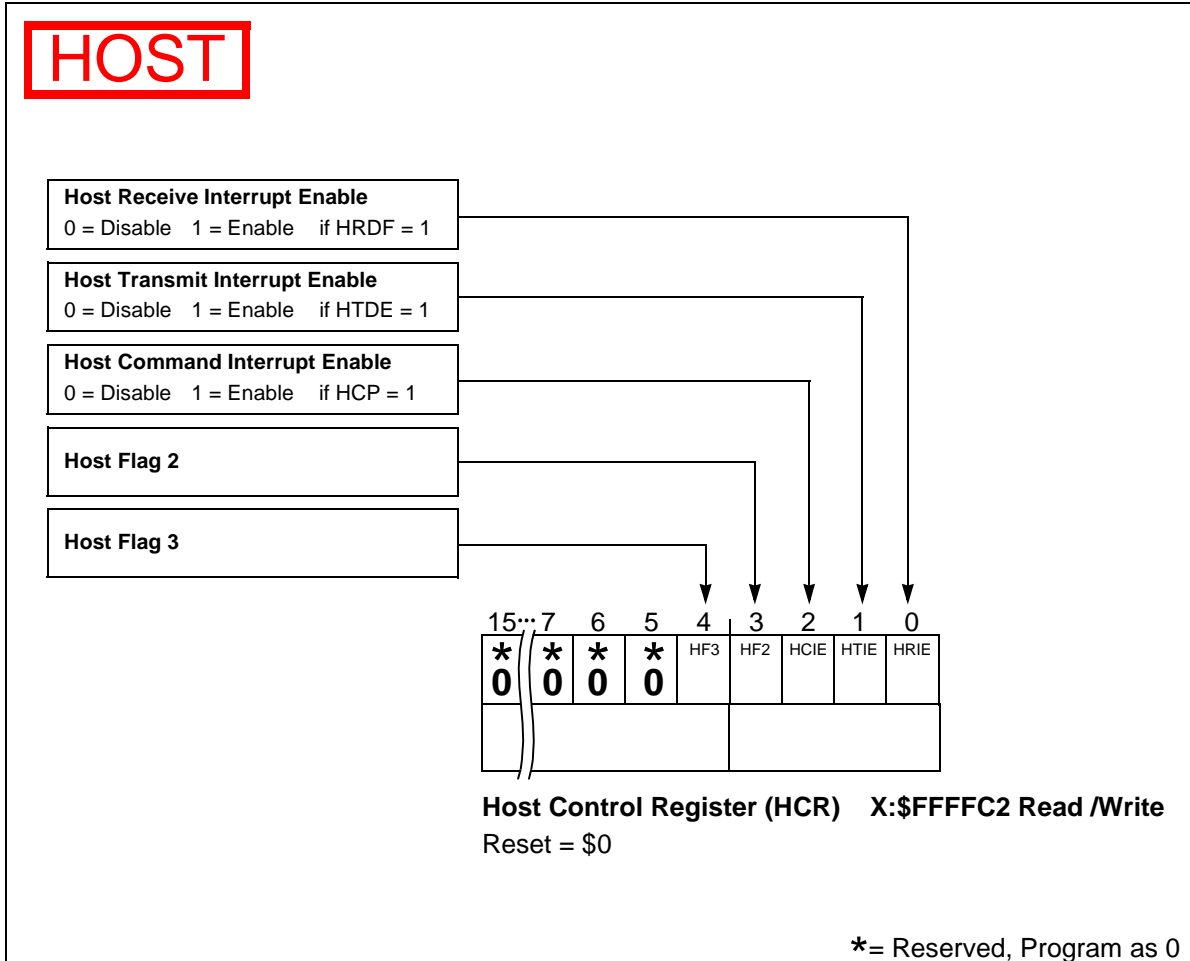 HOST
Host Receive Interrupt Enable
0 = Disable 1 = Enable if HRDF = 1
Host Transmit Interrupt Enable
0 = Disable 1 = Enable if HTDE = 1
Host Command Interrupt Enable
0 = Disable 1 = Enable if HCP = 1
Host Flag 2
Host Flag 3
15 ... 7 6 5 4 3 2 1 0
* * * * HF3 HF2 HCIE HTIE HRIE
0 0 0 0
Host Control Register (HCR) X:$FFFFC2 Read /Write
Reset = $0
*= Reserved, Program as 0